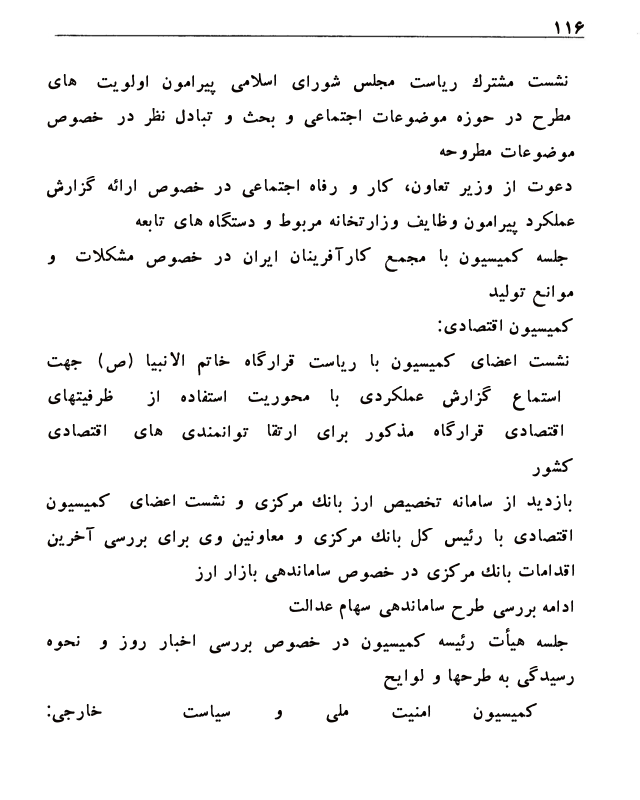 ۱۱۶
نشست مشترك ریاست مجلس شورای اسلامی پیرامون اولویت های
مطرح در حوزه موضوعات اجتماعی و بحث و تبادل نظر در خصوص
موضوعات مطروحه
دعوت از وزیر تعاون، کار و رفاه اجتماعی در خصوص ارائه گزارش
عملکرد پیرامون وظایف وزارتخانه مربوط و دستگاه های تابعه
جلسه کمیسیون با مجمع کارآفرینان ایران در خصوص مشکلات و
موانع تولید
کمیسیون اقتصادی:
نشست اعضای کمیسیون با ریاست قرارگاه خاتم الانبیا (ص) جهت
استماع گزارش عملکردی با محوریت استفاده از ظرفیتهای
اقتصادی قرارگاه مذکور برای ارتقا توانمندی های اقتصادی
کشور
بازدید از سامانه تخصیص ارز بانك مرکزی و نشست اعضای کمیسیون
اقتصادی با رئیس کل بانك مرکزی و معاونین وی برای بررسی آخرین
اقدامات بانك مرکزی در خصوص ساماندهی بازار ارز
ادامه بررسی طرح ساماندهی سهام عدالت
جلسه هیأت رئیسه کمیسیون در خصوص بررسی اخبار روز و نحوه
رسیدگی به طرحها و لوایح
کمیسیون امنیت ملی و سیاست خارجی: